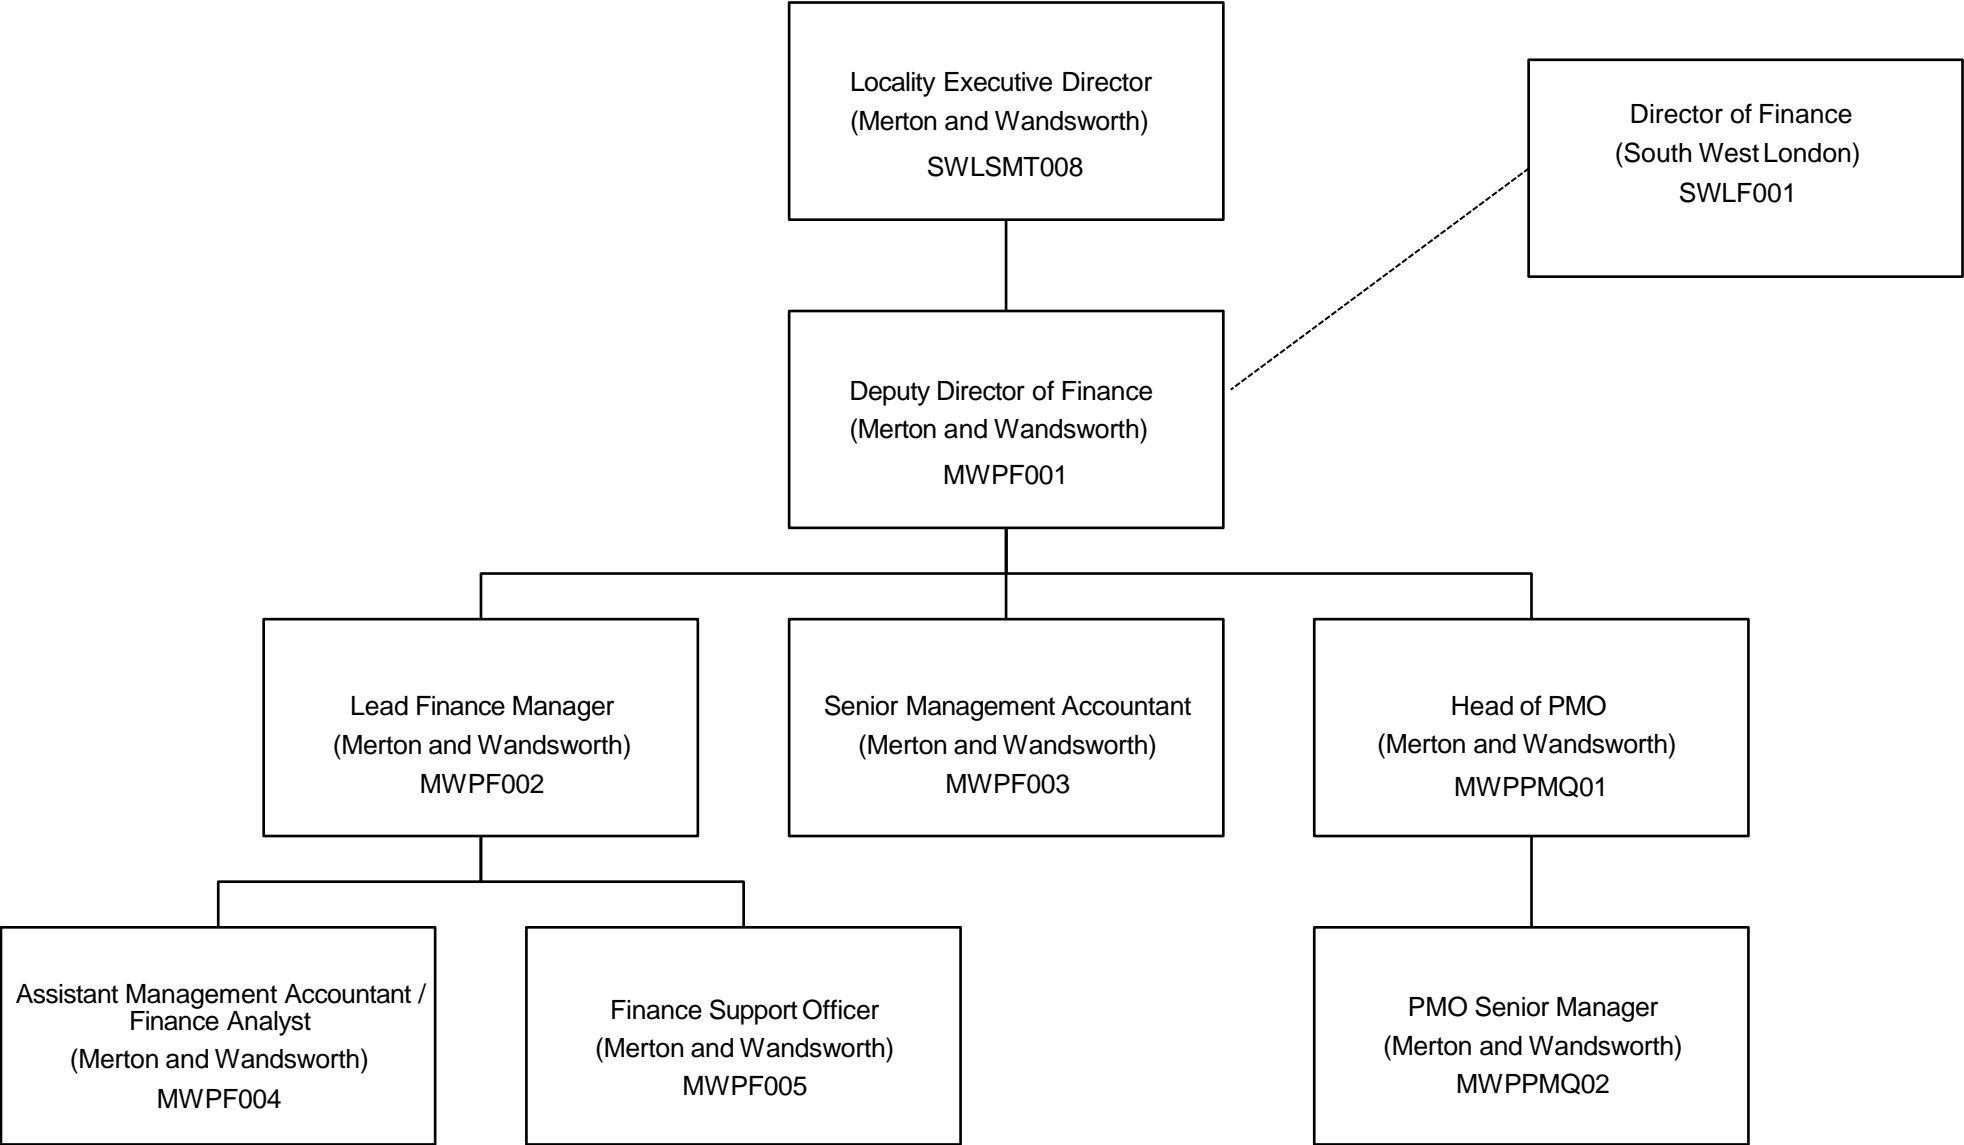 Locality Executive Director
(Merton and Wandsworth)
SWLSMT008
Director of Finance
(South West London)
SWLF001
Deputy Director of Finance
(Merton and Wandsworth)
MWPF001
Lead Finance Manager
(Merton and Wandsworth)
MWPF002
Senior Management Accountant
(Merton and Wandsworth)
MWPF003
Head of PMO
(Merton and Wandsworth)
MWPPMQ01
Assistant Management Accountant /
Finance Analyst
(Merton and Wandsworth)
MWPF004
Finance Support Officer
(Merton and Wandsworth)
MWPF005
PMO Senior Manager
(Merton and Wandsworth)
MWPPMQ02